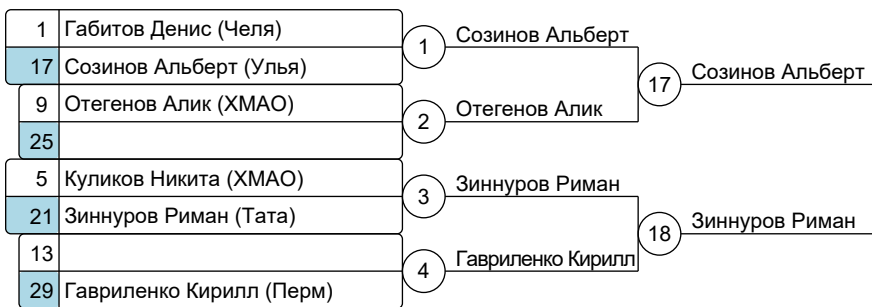 1 Габитов Денис (Челя)
17 Созинов Альберт (Улья)
1 Созинов Альберт
9 Отегенов Алик (ХМАО)
25
2 Отегенов Алик
17 Созинов Альберт
5 Куликов Никита (ХМАО)
21 Зиннуров Риман (Тата)
3 Зиннуров Риман
13
29 Гавриленко Кирилл (Перм)
4 Гавриленко Кирилл
18 Зиннуров Риман